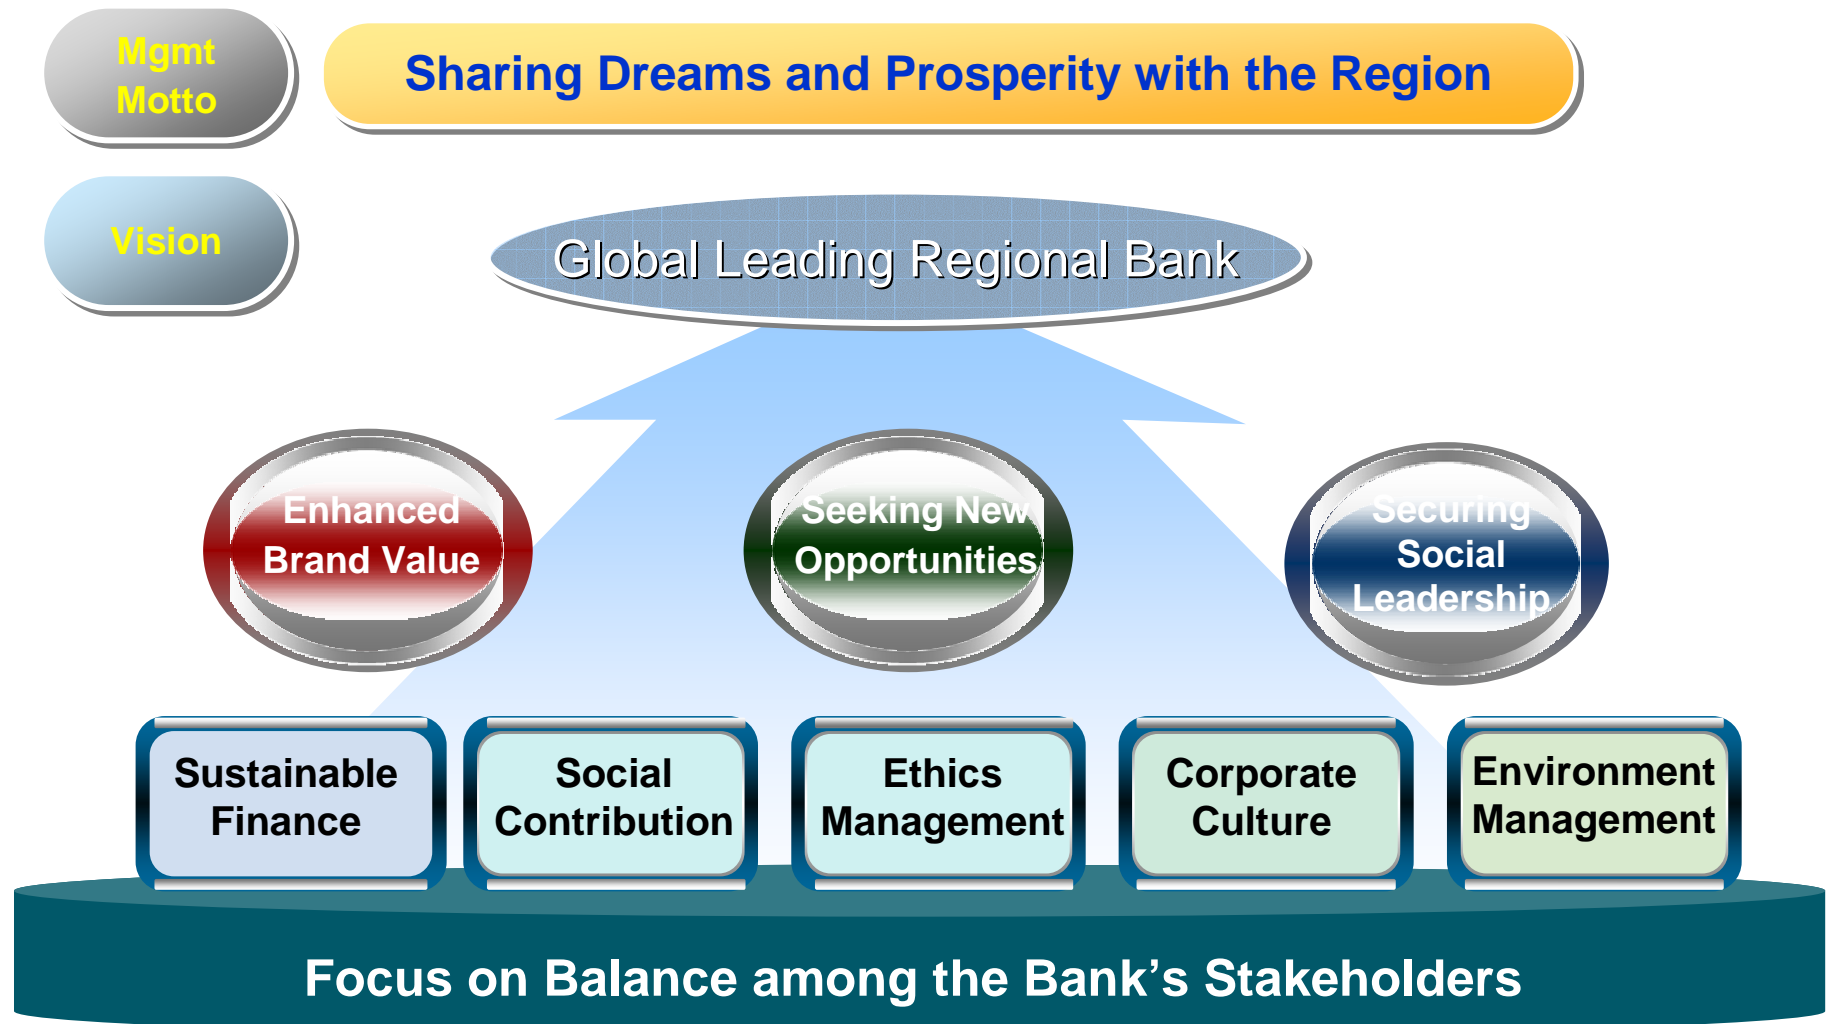 Mgmt
Motto
Sharing Dreams and Prosperity with the Region
Vision
Global Leading Regional Bank
Enhanced
Brand Value
Seeking New
Opportunities
Securing
Social
Leadership
Sustainable
Finance
Social
Contribution
Ethics
Management
Corporate
Culture
Environment
Management
Focus on Balance among the Bank’s Stakeholders